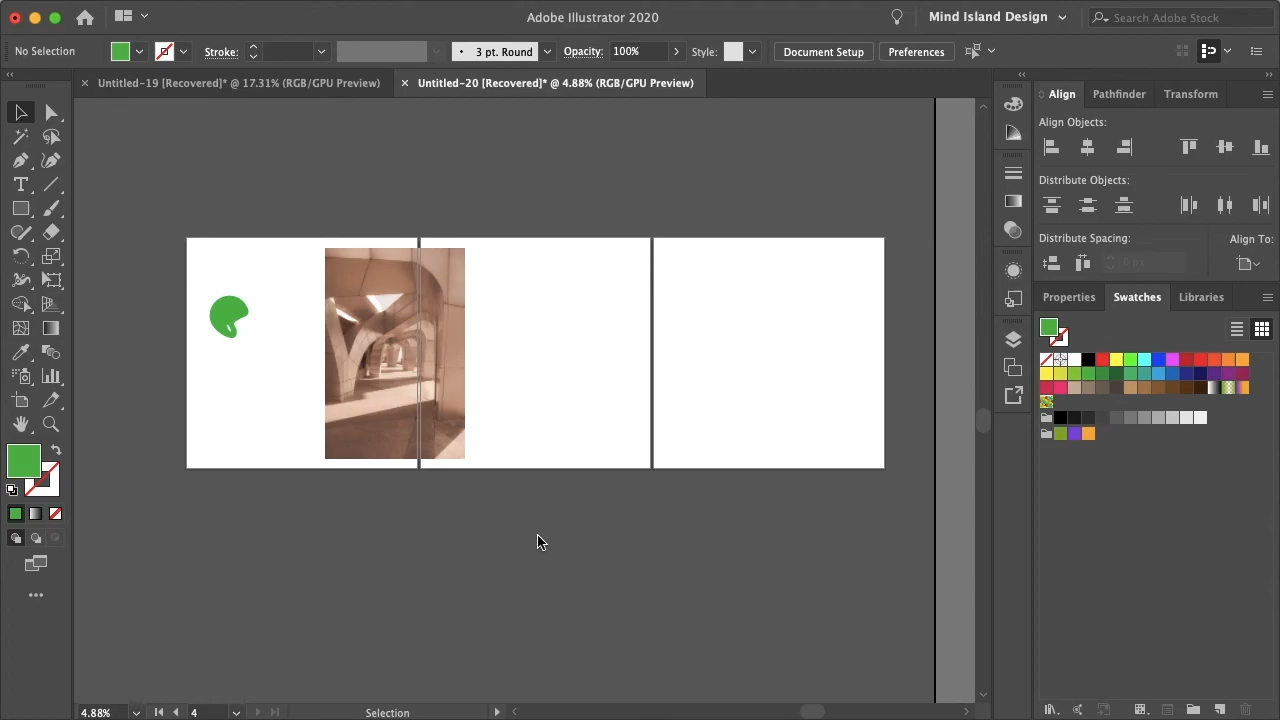 Adobe Illustrator 2020
Mind Island Design
Search Adobe Stock
No Selection
Stroke:
3 pt. Round
Opacity:
100%
Style:
Document Setup
Preferences
Untitled-19 [Recovered]* @ 17.31% (RGB/GPU Preview)
Untitled-20 [Recovered]* @ 4.88% (RGB/GPU Preview)
Align
Pathfinder
Transform
Align Objects:
Distribute Objects:
Distribute Spacing:
Align To:
0 px
Properties
Swatches
Libraries
4.88%
4
Selection